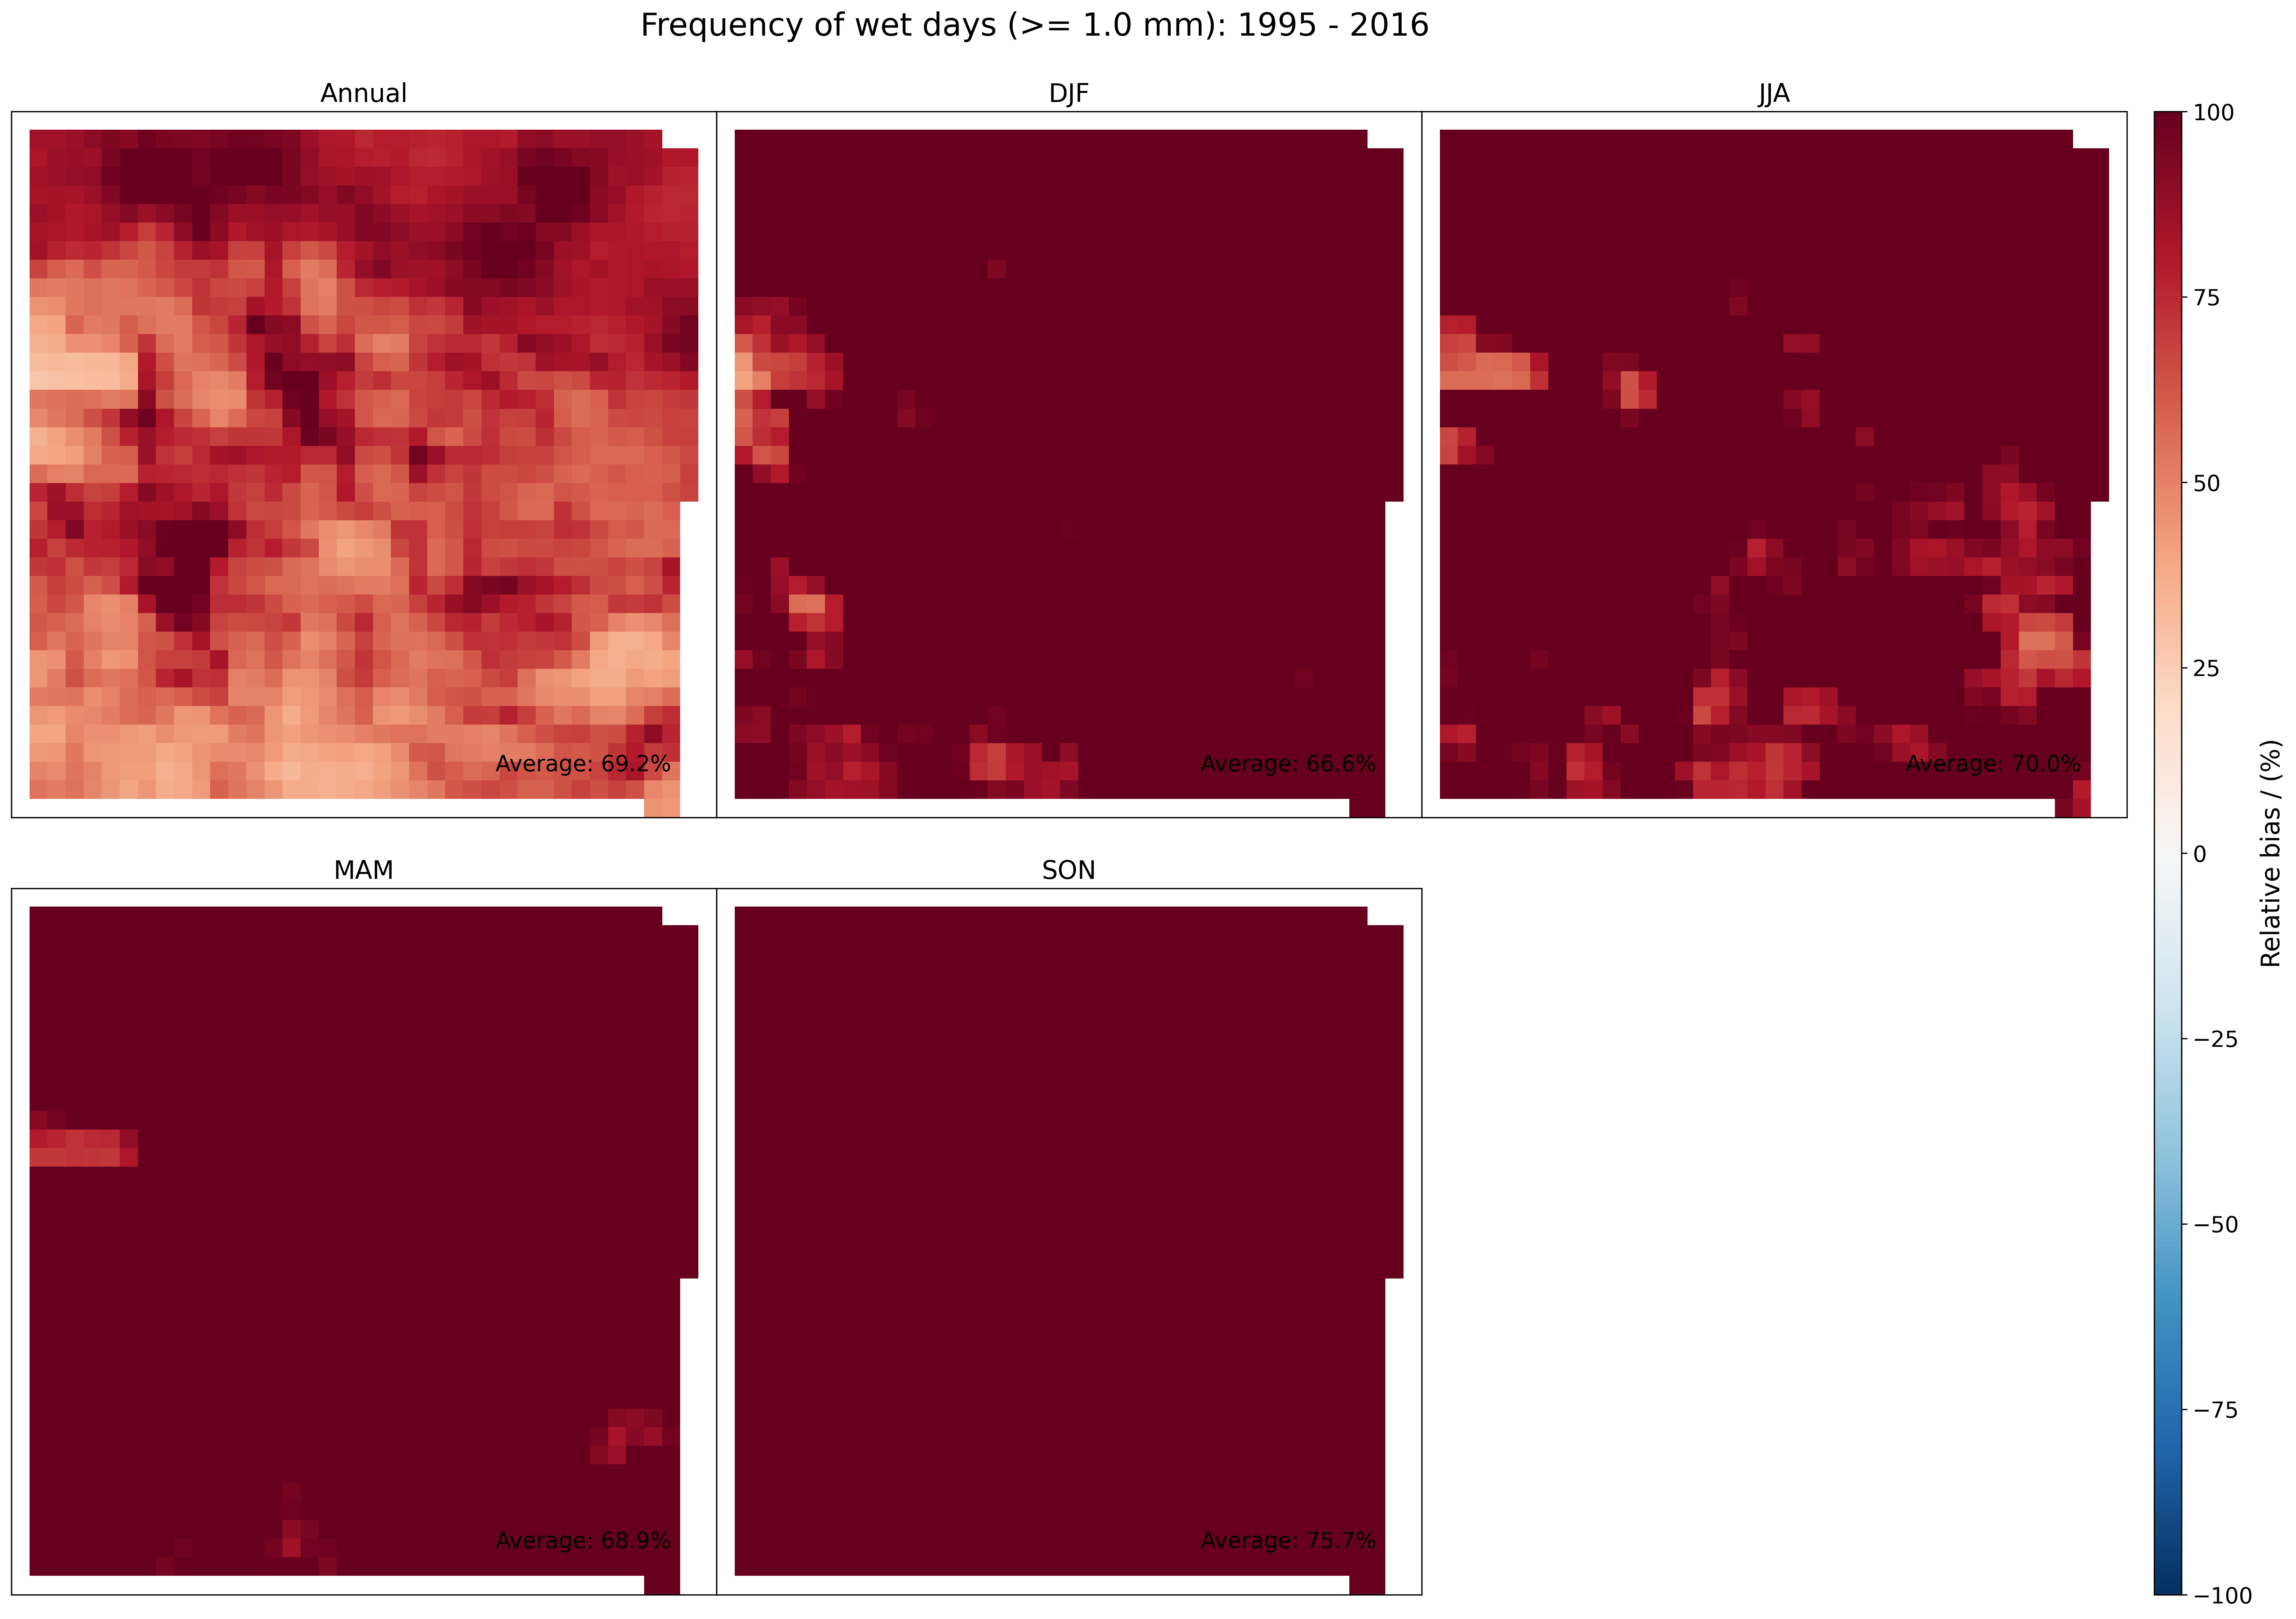 Frequency of wet days (>= 1.0 mm): 1995 - 2016
Annual
DJF
JJA
Average: 69.2%
Average: 66.6%
Average: 70.0%
MAM
SON
Average: 68.9%
Average: 75.7%
100
75
50
25
0
−25
−50
−75
−100
Relative bias / (%)